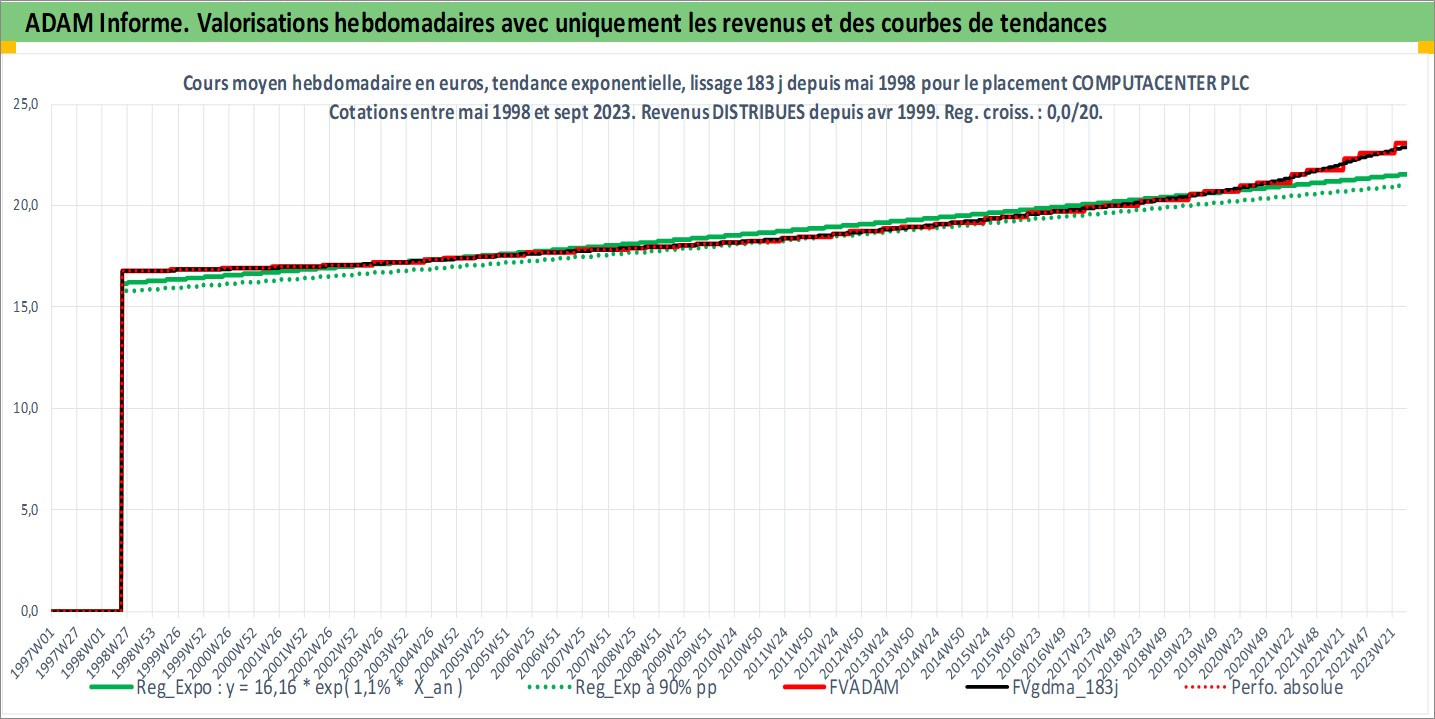 ADAM Informe. Valorisations hebdomadaires avec uniquement les revenus et des courbes de tendances
Cours moyen hebdomadaire en euros, tendance exponentielle, lissage 183 j depuis mai 1998 pour le placement COMPUTACENTER PLC
Cotations entre mai 1998 et sept 2023. Revenus DISTRIBUES depuis avr 1999. Reg. croiss. : 0,0/20.
25,0
20,0
15,0
10,0
5,0
0,0
1997W01
1997W27
1998W01
1998W27
1998W53
1999W26
1999W52
2000W26
2000W52
2001W26
2001W52
2002W26
2002W52
2003W26
2003W52
2004W26
2004W52
2005W25
2005W51
2006W25
2006W51
2007W25
2007W51
2008W25
2008W51
2009W25
2009W51
2010W24
2010W50
2011W24
2011W50
2012W24
2012W50
2013W24
2013W50
2014W24
2014W50
2015W24
2015W50
2016W23
2016W49
2017W23
2017W49
2018W23
2018W49
2019W23
2019W49
2020W23
2020W49
2021W22
2021W48
2022W21
2022W47
2023W21
Reg_Expo : y = 16,16 * exp( 1,1% * X_an )
Reg_Exp à 90% pp
FVADAM
FVgdma_183j
Perfo. absolue